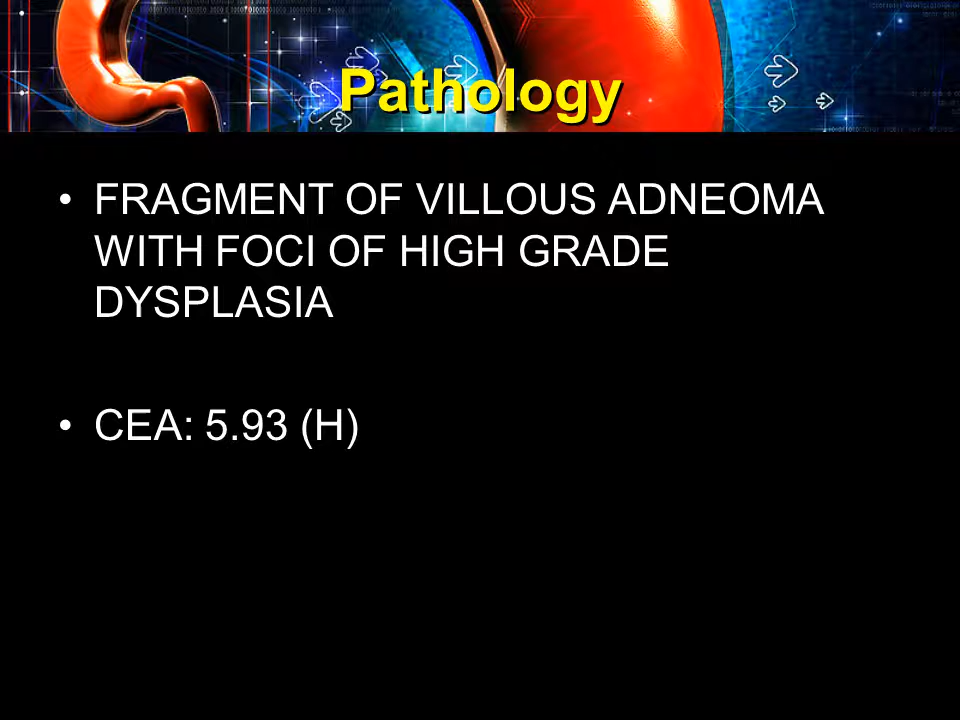 Pathology
• FRAGMENT OF VILLOUS ADNEOMA
WITH FOCI OF HIGH GRADE
DYSPLASIA
• CEA: 5.93 (H)